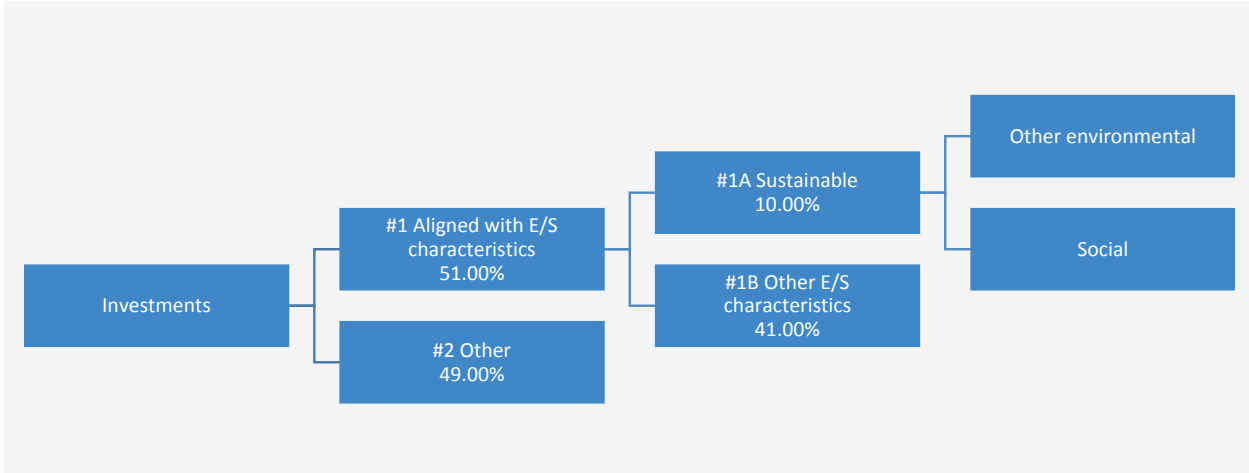 Investments
#1 Aligned with E/S
characteristics
51.00%
#2 Other
49.00%
#1A Sustainable
10.00%
#1B Other E/S
characteristics
41.00%
Other environmental
Social